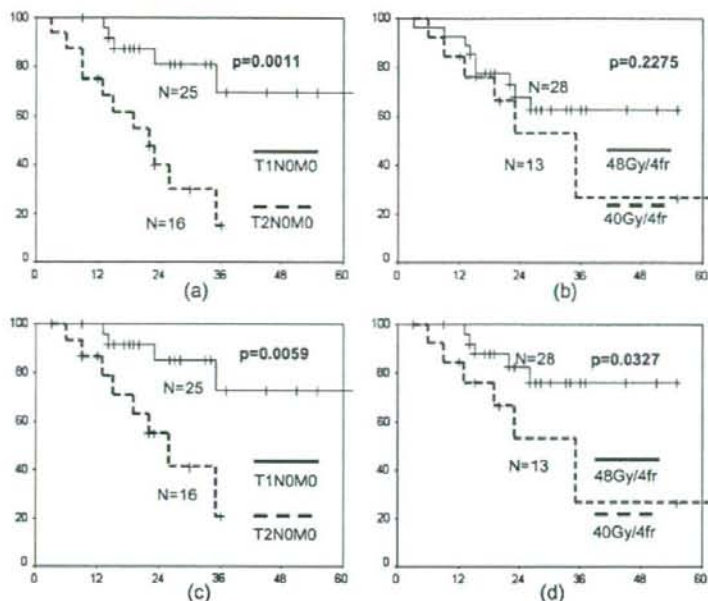 100
80
60
40
20
0
p=0.0011
N=25
T1N0M0
N=16
T2N0M0
0 12 24 36 48 60
(a)
100
80
60
40
20
0
p=0.2275
N=28
N=13
48Gy/4fr
40Gy/4fr
0 12 24 36 48 60
(b)
100
80
60
40
20
0
p=0.0059
N=25
T1N0M0
N=16
T2N0M0
0 12 24 36 48 60
(c)
100
80
60
40
20
0
N=28
p=0.0327
N=13
48Gy/4fr
40Gy/4fr
0 12 24 36 48 60
(d)